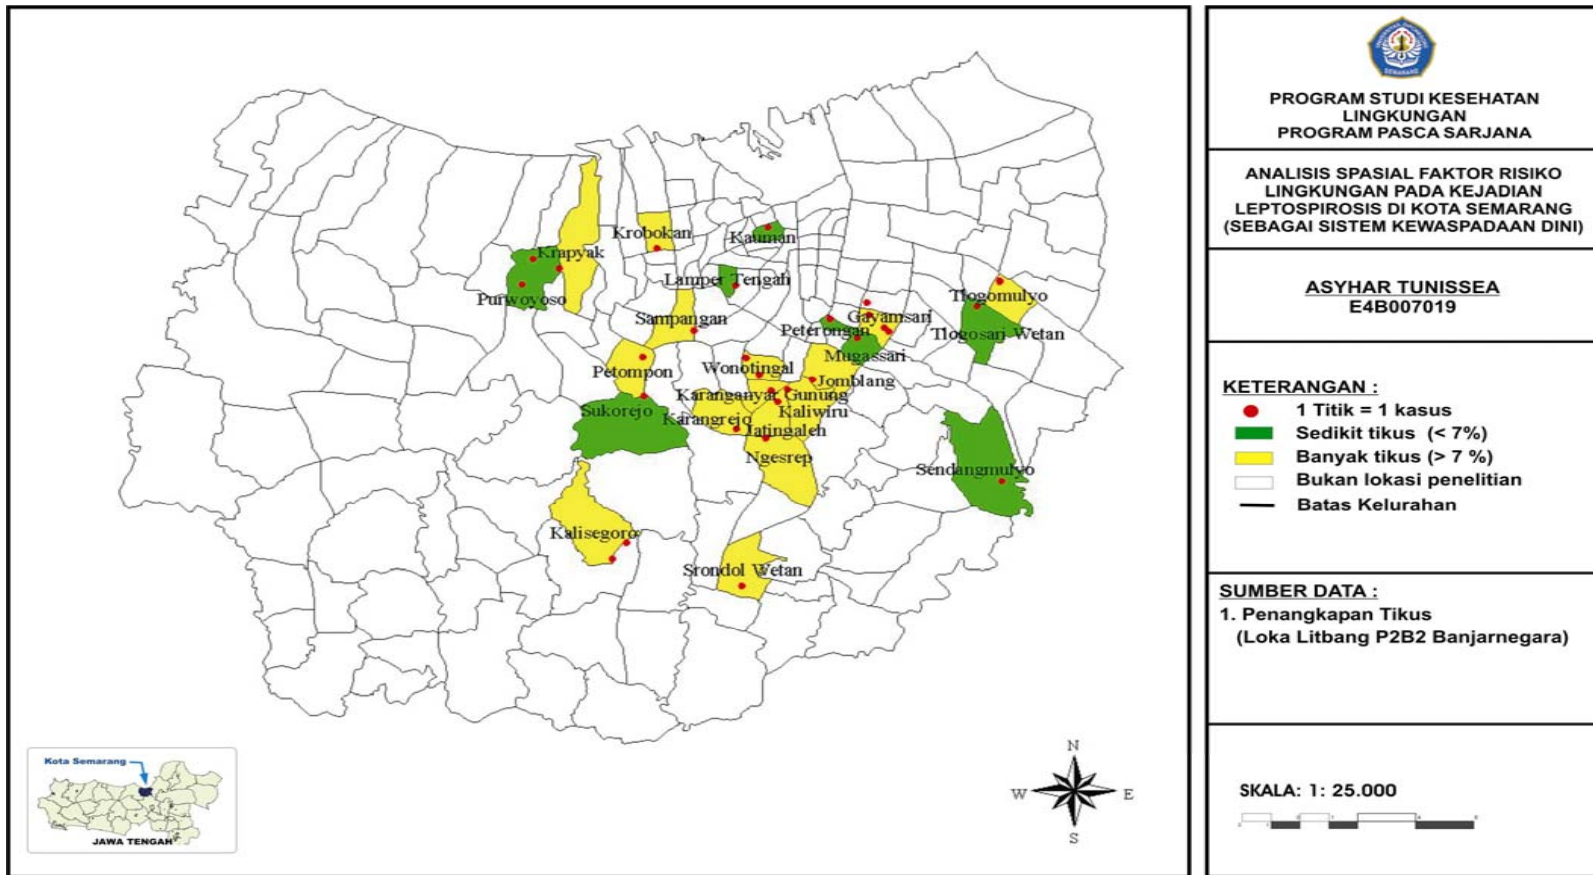 Krobokan
Kauman
Krapyak
Lamper Tengah
Purwoyoso
Tlogomulyo
Sampangan
Gayamsari
Peterongan
Tlogosari Wetan
Mugassari
Wonotingal
Petompon
Jomblang
Karanganyar Gunung
Sukorejo
Kaliwiru
Karangrejo
Jatingaleh
Ngesrep
Sendangmulyo
Kalisegoro
Srondol Wetan
Kota Semarang
JAWA TENGAH
N
W
E
S
SEMARANG
PROGRAM STUDI KESEHATAN
LINGKUNGAN
PROGRAM PASCA SARJANA
ANALISIS SPASIAL FAKTOR RISIKO
LINGKUNGAN PADA KEJADIAN
LEPTOSPIROSIS DI KOTA SEMARANG
(SEBAGAI SISTEM KEWASPADAAN DINI)
ASYHAR TUNISSEA
E4B007019
KETERANGAN :
1 Titik = 1 kasus
Sedikit tikus (< 7%)
Banyak tikus (> 7 %)
Bukan lokasi penelitian
Batas Kelurahan
SUMBER DATA :
1. Penangkapan Tikus
(Loka Litbang P2B2 Banjarnegara)
SKALA: 1: 25.000